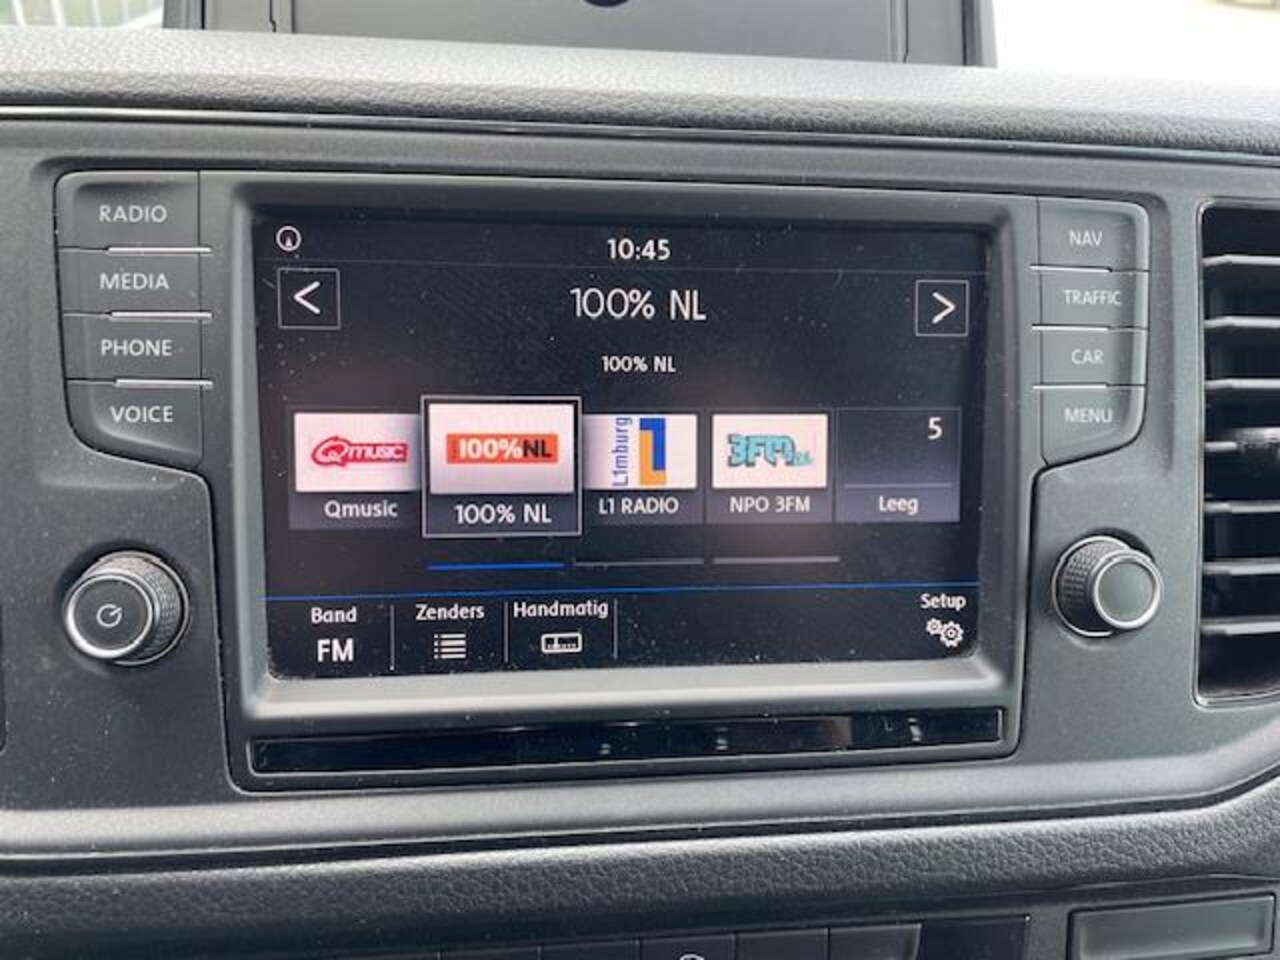 RADIO
MEDIA
PHONE
VOICE
10:45
100% NL
100% NL
Qmusic
100%NL
L1mburg
3FM
5
Qmusic
100% NL
L1 RADIO
NPO 3FM
Leeg
Band
FM
Zenders
Handmatig
Setup
NAV
TRAFFIC
CAR
MENU